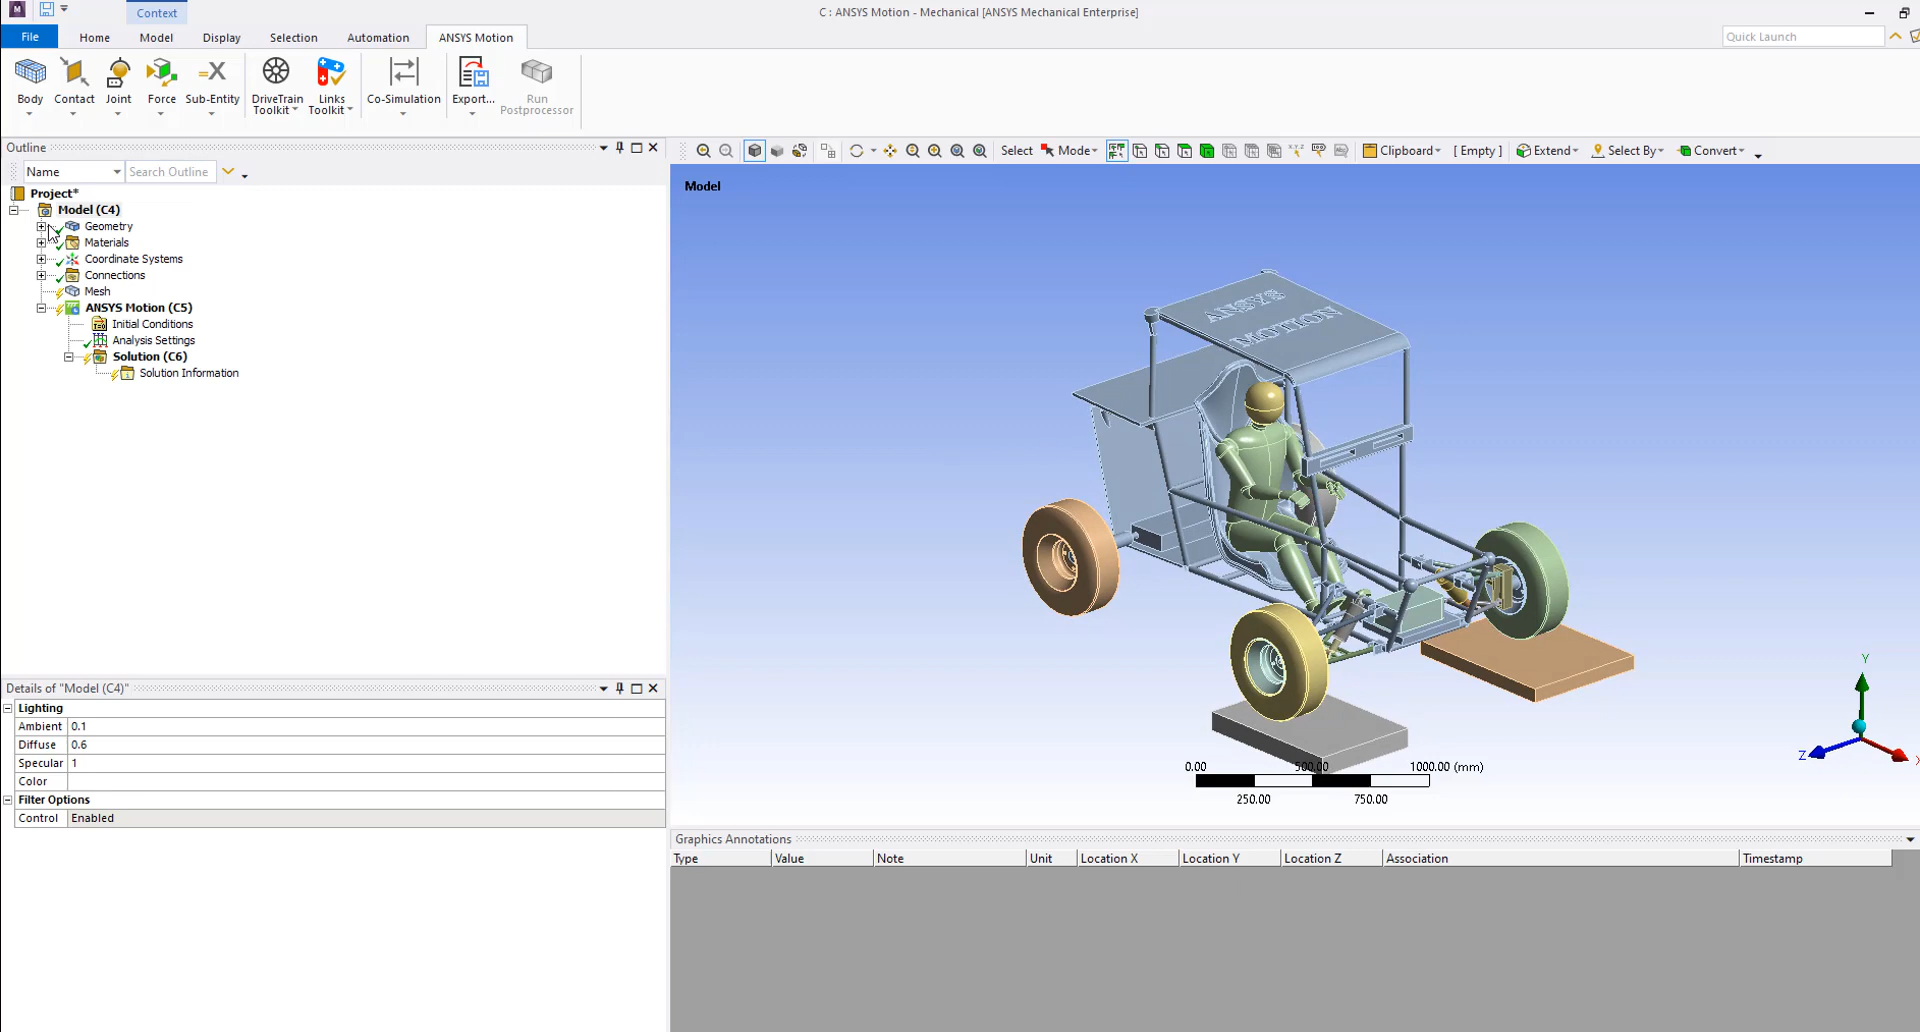 Context
C : ANSYS Motion - Mechanical [ANSYS Mechanical Enterprise]
File Home Model Display Selection Automation ANSYS Motion
Quick Launch
Body Contact Joint Force Sub-Entity DriveTrain Toolkit Links Toolkit Co-Simulation Export... Run Postprocessor
Outline
Name Search Outline
Select Mode Clipboard [ Empty ] Extend Select By Convert
Project*
Model (C4)
Geometry
Materials
Coordinate Systems
Connections
Mesh
ANSYS Motion (C5)
Initial Conditions
Analysis Settings
Solution (C6)
Solution Information
Model
ANSYS
MOTION
Y
Z
X
0.00 500.00 1000.00 (mm)
250.00 750.00
Details of "Model (C4)"
Lighting
Ambient 0.1
Diffuse 0.6
Specular 1
Color
Filter Options
Control Enabled
Graphics Annotations
Type Value Note Unit Location X Location Y Location Z Association Timestamp